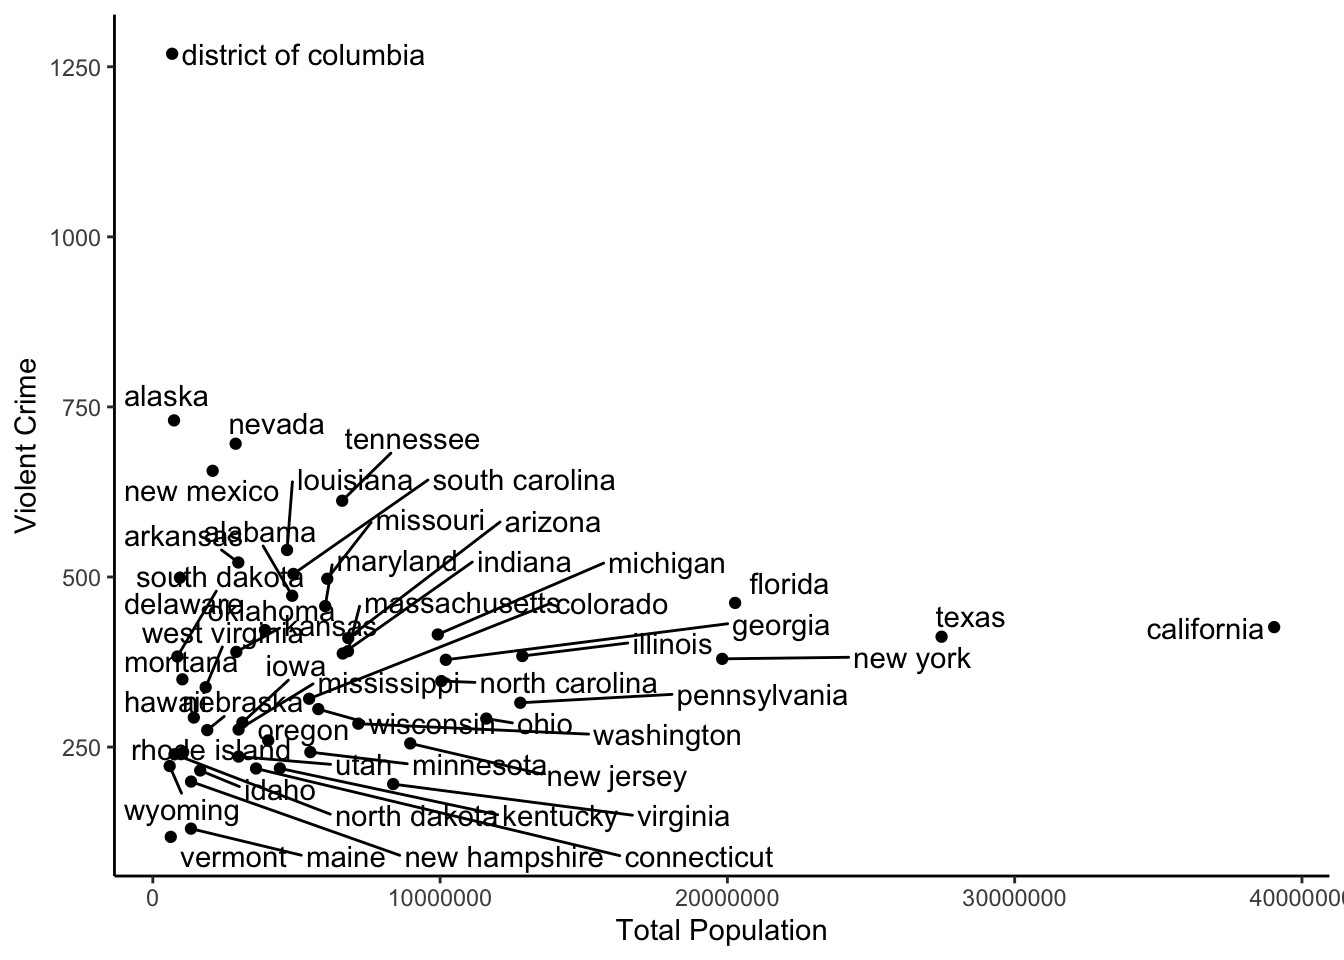 district of columbia
1250
1000
Violent Crime
alaska
750
nevada
tennessee
louisiana
south carolina
new mexico
missouri
arizona
arkansas
alabama
maryland
indiana
michigan
500
south dakota
florida
delaware
oklahoma
massachusetts
colorado
texas
west virginia
kansas
georgia
california
illinois
montana
iowa
new york
mississippi
north carolina
pennsylvania
hawaii
nebraska
oregon
wisconsin
ohio
washington
250
rhode island
utah
minnesota
new jersey
idaho
wyoming
north dakota
kentucky
virginia
vermont
maine
new hampshire
connecticut
0
10000000
20000000
30000000
4000000
Total Population